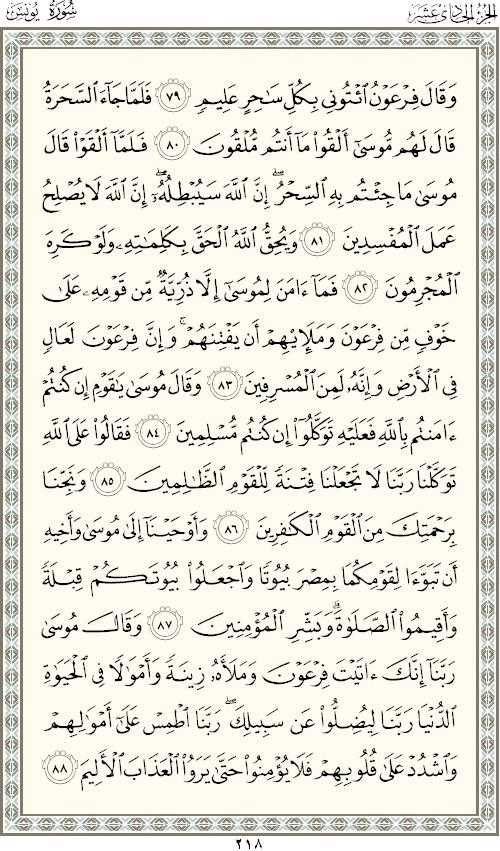 الجزء الحادي عشر
سورة يونس
وَقَالَ فِرْعَوْنُ ٱئْتُونِى بِكُلِّ سَٰحِرٍ عَلِيمٍ ٧٩ فَلَمَّا جَآءَ ٱلسَّحَرَةُ
قَالَ لَهُم مُّوسَىٰٓ أَلْقُوا۟ مَآ أَنتُم مُّلْقُونَ ٨٠ فَلَمَّآ أَلْقَوْا۟ قَالَ
مُوسَىٰ مَا جِئْتُم بِهِ ٱلسِّحْرُ ۖ إِنَّ ٱللَّهَ سَيُبْطِلُهُۥٓ ۖ إِنَّ ٱللَّهَ لَا يُصْلِحُ
عَمَلَ ٱلْمُفْسِدِينَ ٨١ وَيُحِقُّ ٱللَّهُ ٱلْحَقَّ بِكَلِمَٰتِهِۦ وَلَوْ كَرِهَ
ٱلْمُجْرِمُونَ ٨٢ فَمَآ ءَامَنَ لِمُوسَىٰٓ إِلَّا ذُرِّيَّةٌ مِّن قَوْمِهِۦ عَلَىٰ
خَوْفٍ مِّن فِرْعَوْنَ وَمَلَإِي۟هِمْ أَن يَفْتِنَهُمْ ۚ وَإِنَّ فِرْعَوْنَ لَعَالٍ
فِى ٱلْأَرْضِ وَإِنَّهُۥ لَمِنَ ٱلْمُسْرِفِينَ ٨٣ وَقَالَ مُوسَىٰ يَٰقَوْمِ إِن كُنتُمْ
ءَامَنتُم بِٱللَّهِ فَعَلَيْهِ تَوَكَّلُوٓا۟ إِن كُنتُم مُّسْلِمِينَ ٨٤ فَقَالُوا۟ عَلَى ٱللَّهِ
تَوَكَّلْنَا رَبَّنَا لَا تَجْعَلْنَا فِتْنَةً لِّلْقَوْمِ ٱلظَّٰلِمِينَ ٨٥ وَنَجِّنَا
بِرَحْمَتِكَ مِنَ ٱلْقَوْمِ ٱلْكَٰفِرِينَ ٨٦ وَأَوْحَيْنَآ إِلَىٰ مُوسَىٰ وَأَخِيهِ
أَن تَبَوَّءَا لِقَوْمِكُمَا بِمِصْرَ بُيُوتًا وَٱجْعَلُوا۟ بُيُوتَكُمْ قِبْلَةً
وَأَقِيمُوا۟ ٱلصَّلَوٰةَ ۗ وَبَشِّرِ ٱلْمُؤْمِنِينَ ٨٧ وَقَالَ مُوسَىٰ
رَبَّنَآ إِنَّكَ ءَاتَيْتَ فِرْعَوْنَ وَمَلَأَهُۥ زِينَةً وَأَمْوَٰلًا فِى ٱلْحَيَوٰةِ
ٱلدُّنْيَا رَبَّنَا لِيُضِلُّوا۟ عَن سَبِيلِكَ ۖ رَبَّنَا ٱطْمِسْ عَلَىٰٓ أَمْوَٰلِهِمْ
وَٱشْدُدْ عَلَىٰ قُلُوبِهِمْ فَلَا يُؤْمِنُوا۟ حَتَّىٰ يَرَوُا۟ ٱلْعَذَابَ ٱلْأَلِيمَ ٨٨
٢١٨